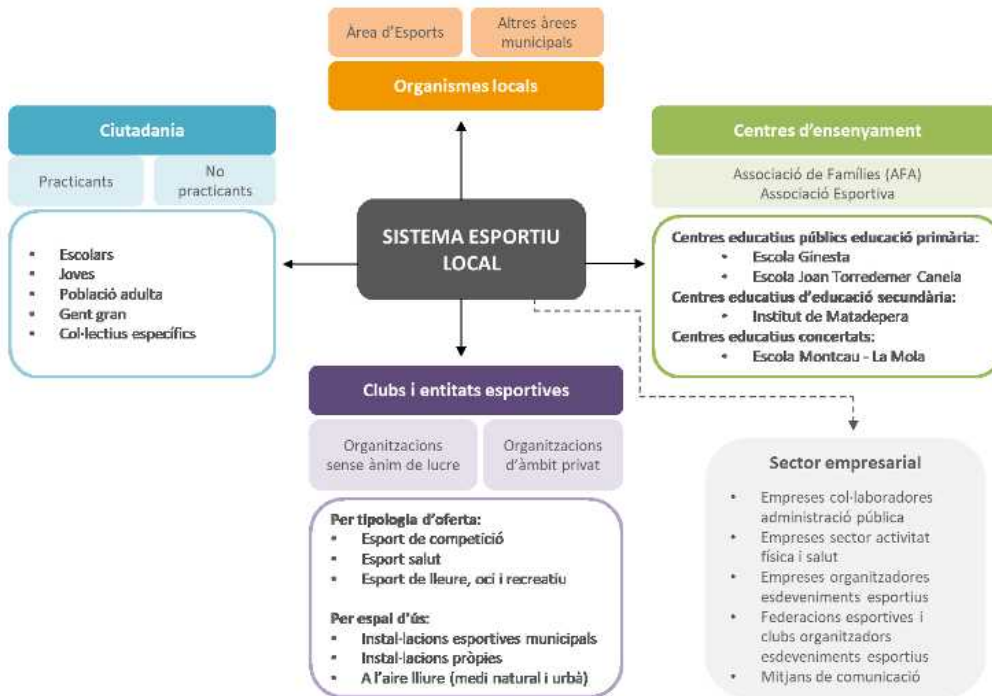 Àrea d'Esports
Altres àrees
municipals
Organismes locals
Ciutadania
Practicants
No
practicants
Escolars
Joves
Població adulta
Gent gran
Col·lectius específics
SISTEMA ESPORTIU
LOCAL
Centres d'ensenyament
Associació de Famílies (AFA)
Associació Esportiva
Centres educatius públics educació primària:
Escola Ginesta
Escola Joan Torredemer Canela
Centres educatius d'educació secundària:
Institut de Matadepera
Centres educatius concertats:
Escola Montcau - La Mola
Clubs i entitats esportives
Organitzacions
sense ànim de lucre
Organitzacions
d'àmbit privat
Per tipologia d'oferta:
Esport de competició
Esport salut
Esport de lleure, oci i recreatiu
Per espai d'ús:
Instal·lacions esportives municipals
Instal·lacions pròpies
A l'aire lliure (medi natural i urbà)
Sector empresarial
Empreses col·laboradores
administració pública
Empreses sector activitat
física i salut
Empreses organitzadores
esdeveniments esportius
Federacions esportives i
clubs organitzadors
esdeveniments esportius
Mitjans de comunicació